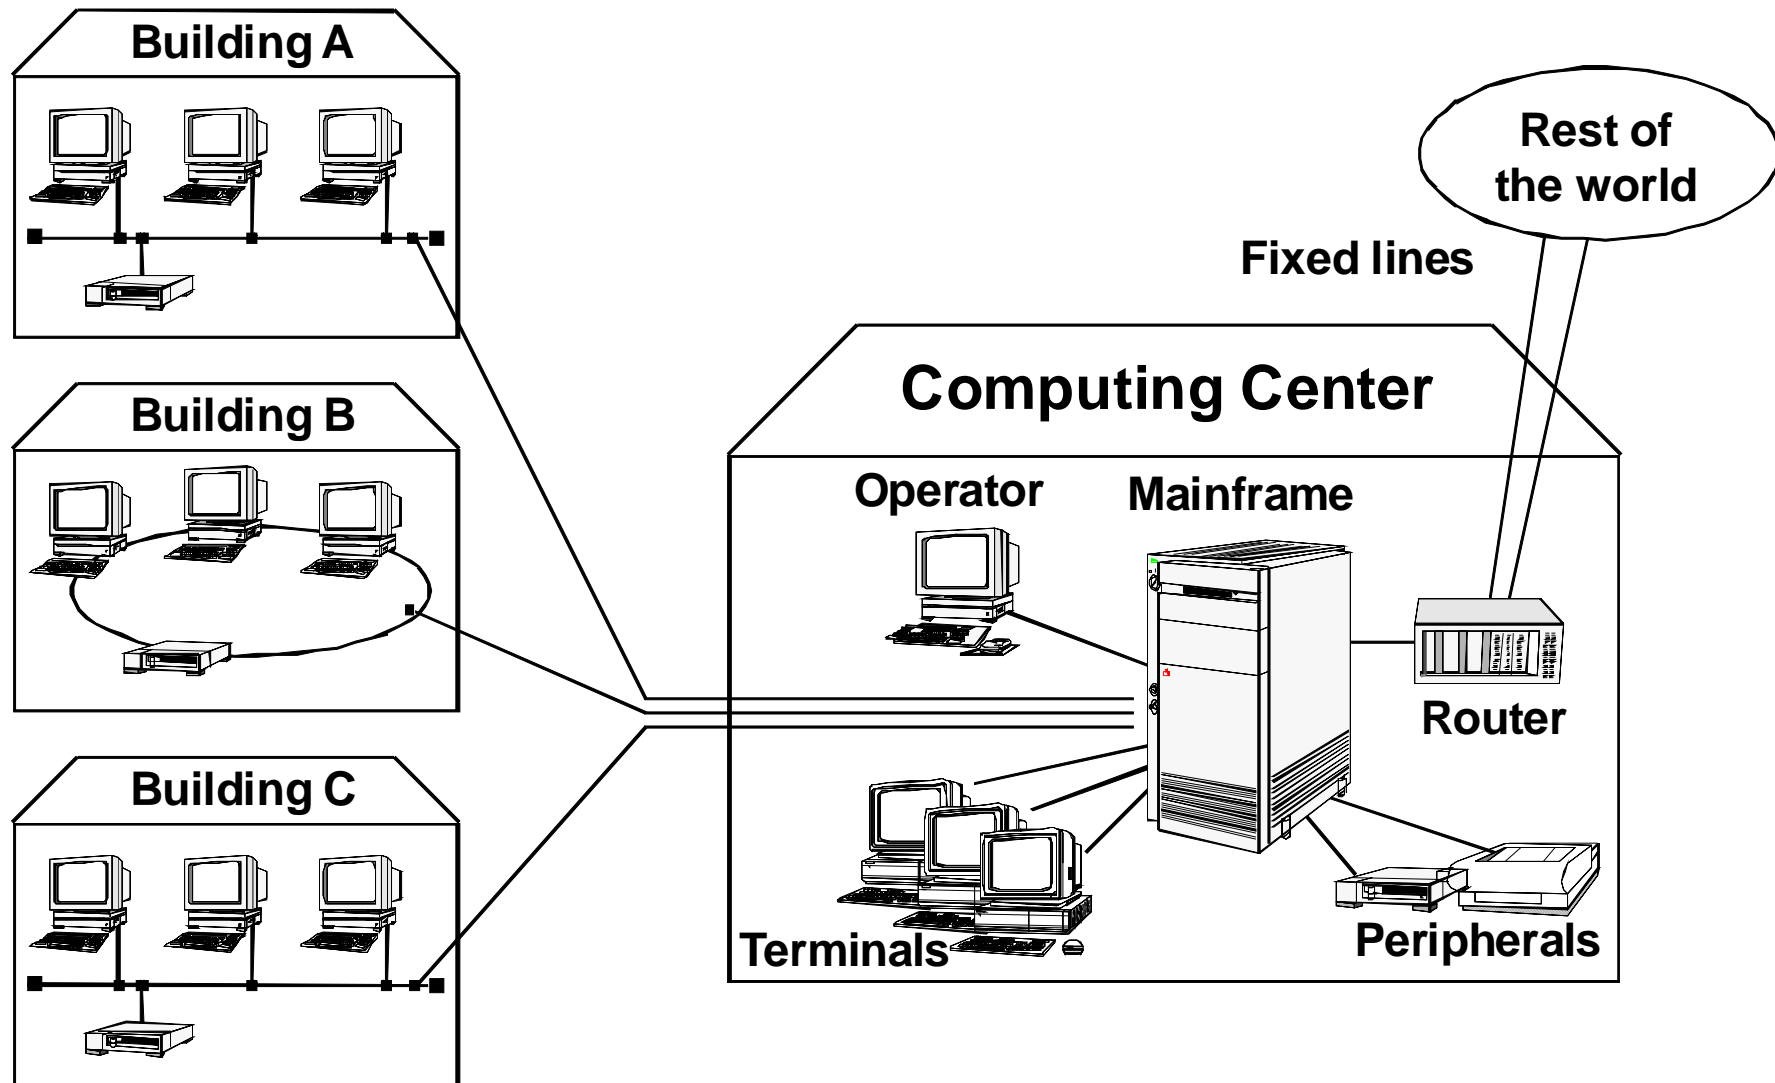 Building A
Building B
Building C
Rest of
the world
Fixed lines
Computing Center
Operator
Mainframe
Router
Terminals
Peripherals